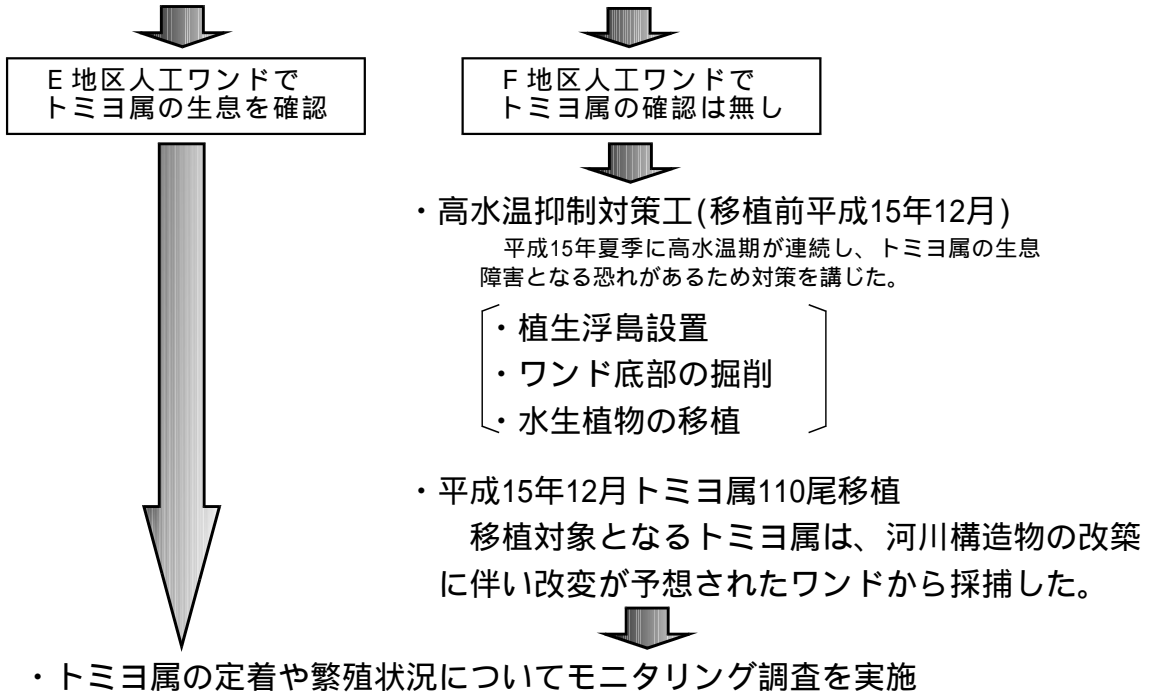 E地区人工ワンドで
トミヨ属の生息を確認
F地区人工ワンドで
トミヨ属の確認は無し
・高水温抑制対策工(移植前平成15年12月)
平成15年夏季に高水温期が連続し、トミヨ属の生息
障害となる恐れがあるため対策を講じた。
・植生浮島設置
・ワンド底部の掘削
・水生植物の移植
・平成15年12月トミヨ属110尾移植
移植対象となるトミヨ属は、河川構造物の改築
に伴い改変が予想されたワンドから採捕した。
・トミヨ属の定着や繁殖状況についてモニタリング調査を実施